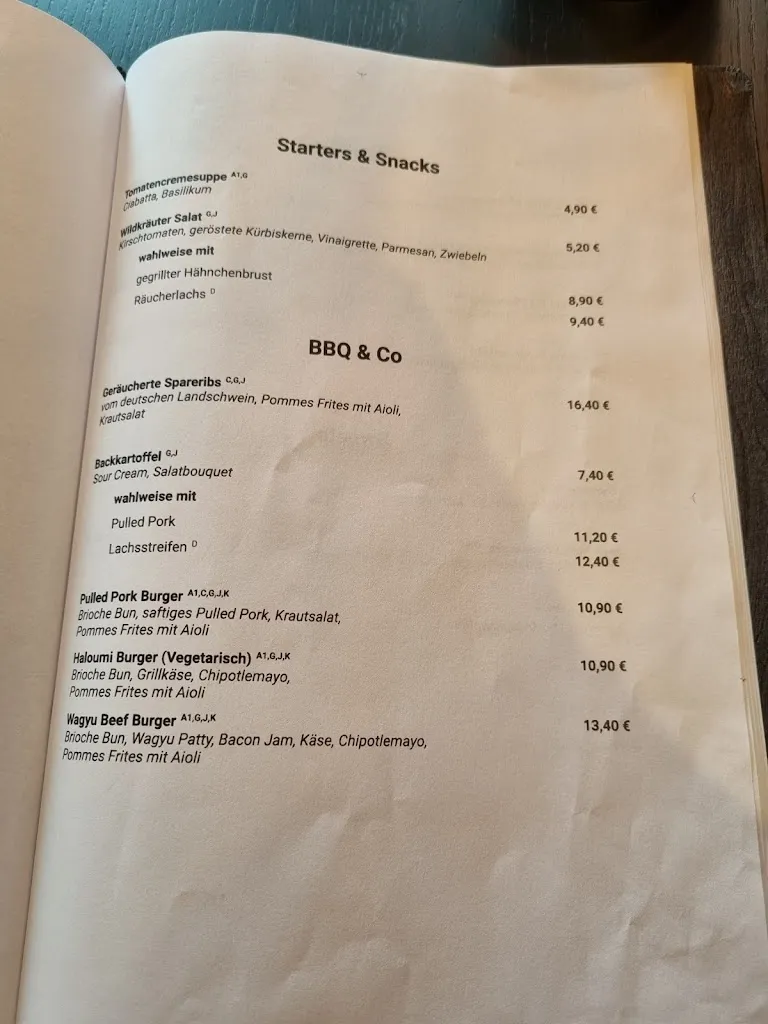 Starters & Snacks
Tomatencremesuppe A1,G
Ciabatta, Basilikum
4,90 €
Wildkräuter Salat G,J
Kirschtomaten, geröstete Kürbiskerne, Vinaigrette, Parmesan, Zwiebeln
5,20 €
wahlweise mit
gegrillter Hähnchenbrust
8,90 €
Räucherlachs D
9,40 €
BBQ & Co
Geräucherte Spareribs C,G,J
vom deutschen Landschwein, Pommes Frites mit Aioli,
16,40 €
Krautsalat
Backkartoffel G,J
Sour Cream, Salatbouquet
7,40 €
wahlweise mit
Pulled Pork
11,20 €
Lachsstreifen D
12,40 €
Pulled Pork Burger A1,C,G,J,K
10,90 €
Brioche Bun, saftiges Pulled Pork, Krautsalat,
Pommes Frites mit Aioli
Haloumi Burger (Vegetarisch) A1,G,J,K
10,90 €
Brioche Bun, Grillkäse, Chipotlemayo,
Pommes Frites mit Aioli
Wagyu Beef Burger A1,G,J,K
13,40 €
Brioche Bun, Wagyu Patty, Bacon Jam, Käse, Chipotlemayo,
Pommes Frites mit Aioli